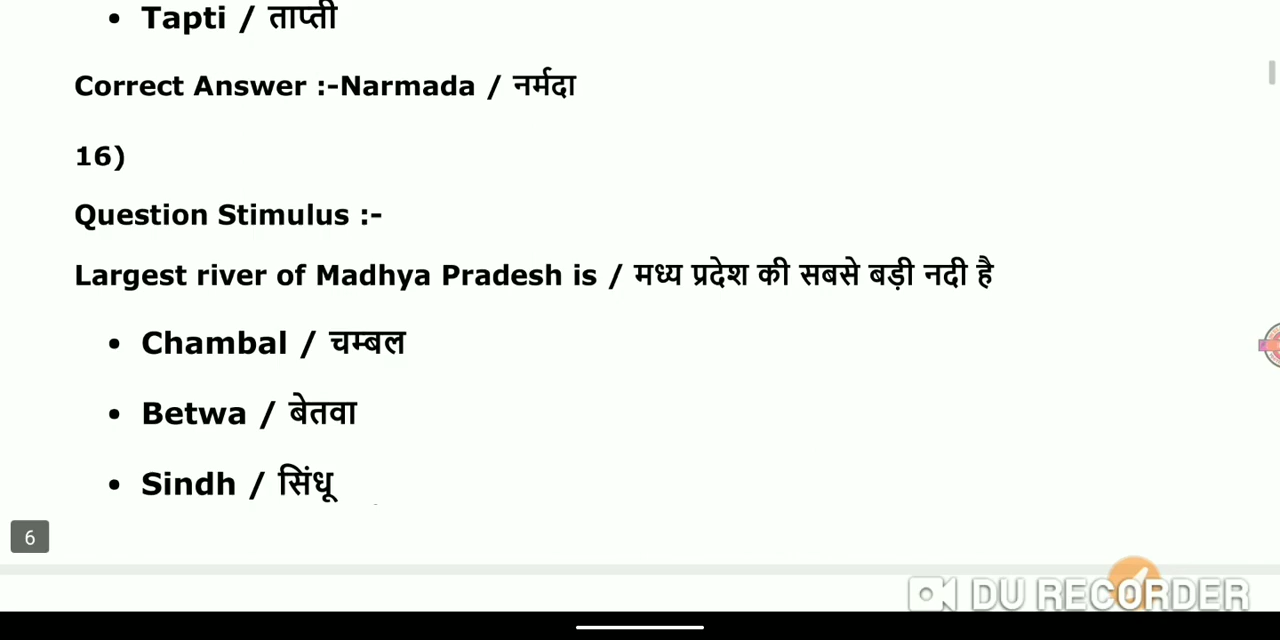 • Tapti / ताप्ती
Correct Answer :-Narmada / नर्मदा
16)
Question Stimulus :-
Largest river of Madhya Pradesh is / मध्य प्रदेश की सबसे बड़ी नदी है
• Chambal / चम्बल
• Betwa / बेतवा
• Sindh / सिंधू
6
DU RECORDER